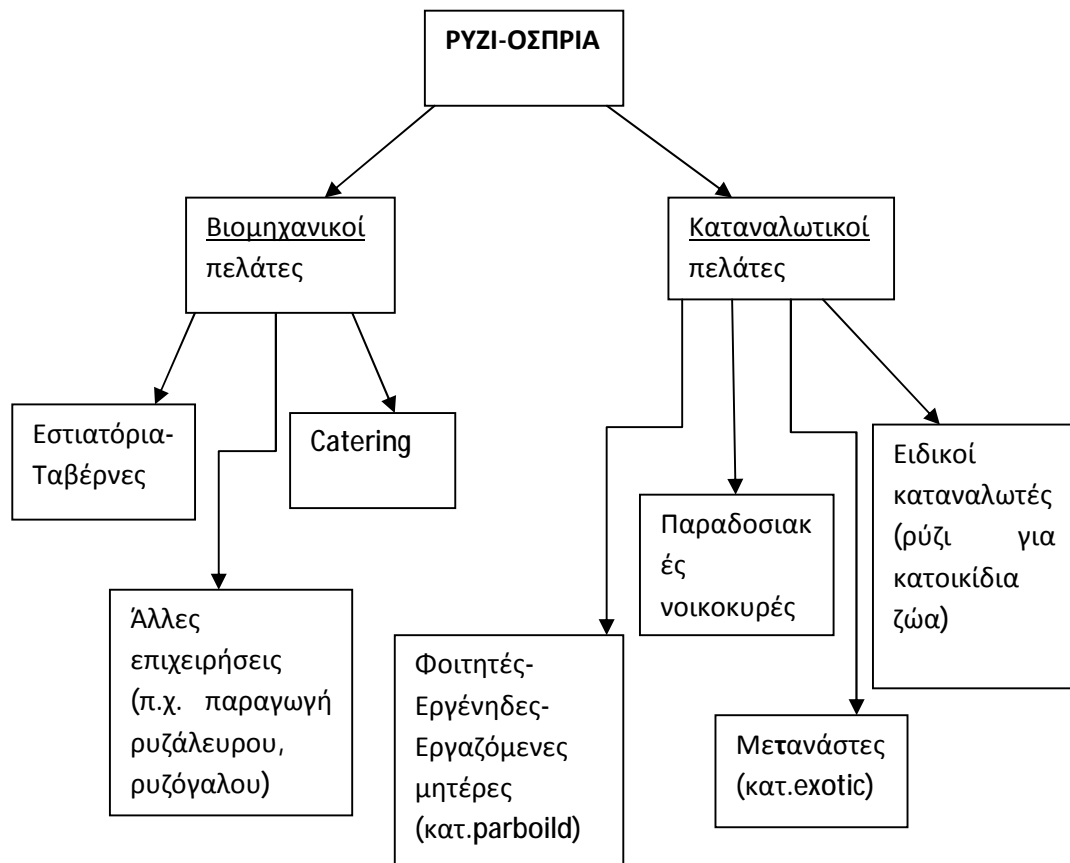 ΡΥΖΙ-ΟΣΠΡΙΑ
Βιομηχανικοί
πελάτες
Καταναλωτικοί
πελάτες
Εστιατόρια-
Ταβέρνες
Catering
Ειδικοί
καταναλωτές
(ρύζι για
κατοικίδια
ζώα)
Παραδοσιακ
ές
νοικοκυρές
Άλλες
επιχειρήσεις
(π.χ. παραγωγή
ρυζάλευρου,
ρυζόγαλου)
Φοιτητές-
Εργένηδες-
Εργαζόμενες
μητέρες
(κατ.parboild)
Μετανάστες
(κατ.exotic)